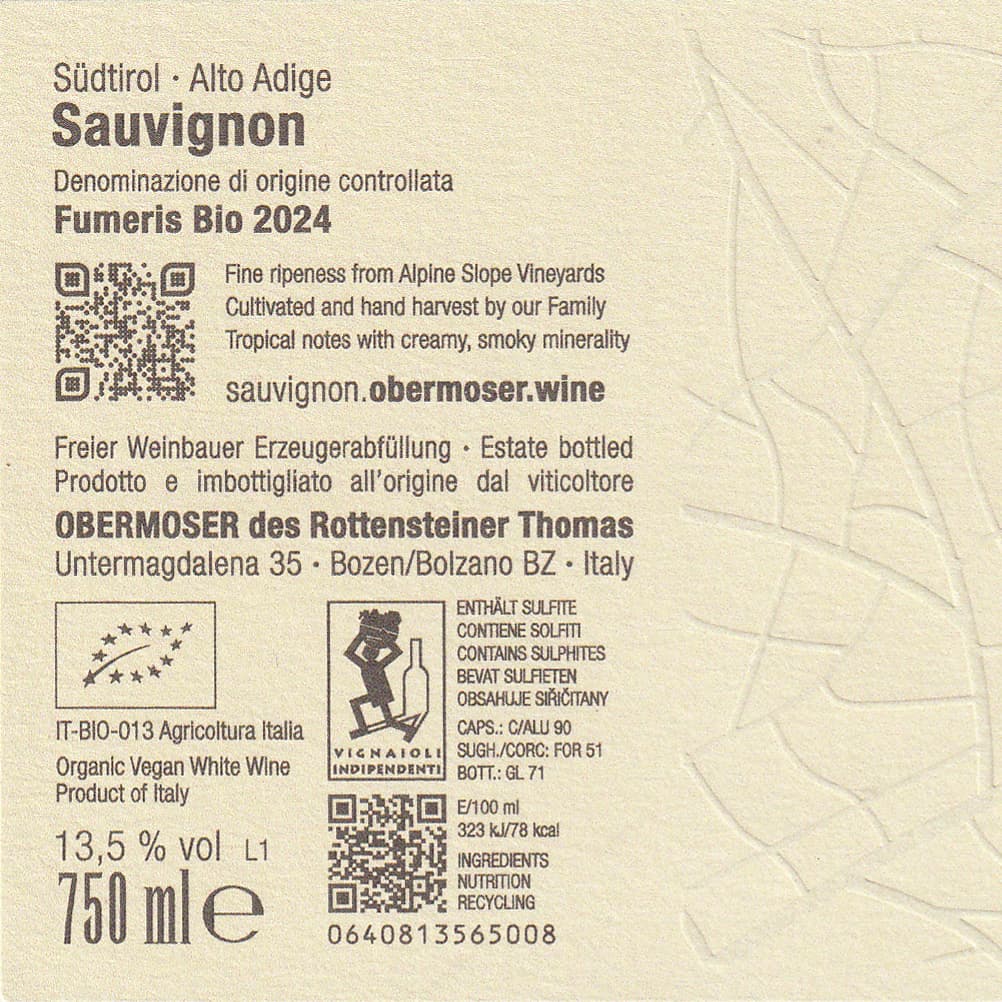 Südtirol · Alto Adige
Sauvignon
Denominazione di origine controllata
Fumeris Bio 2024
Fine ripeness from Alpine Slope Vineyards
Cultivated and hand harvest by our Family
Tropical notes with creamy, smoky minerality
sauvignon.obermoser.wine
Freier Weinbauer Erzeugerabfüllung · Estate bottled
Prodotto e imbottigliato all'origine dal viticoltore
OBERMOSER des Rottensteiner Thomas
Untermagdalena 35 · Bozen/Bolzano BZ · Italy
IT-BIO-013 Agricoltura Italia
Organic Vegan White Wine
Product of Italy
13,5 % vol L1
750 ml e
VIGNAIOLI
INDIPENDENTI
ENTHÄLT SULFITE
CONTIENE SOLFITI
CONTAINS SULPHITES
BEVAT SULFIETEN
OBSAHUJE SIŘIČITANY
CAPS.: C/ALU 90
SUGH./CORC: FOR 51
BOTT.: GL 71
E/100 ml
323 kJ/78 kcal
INGREDIENTS
NUTRITION
RECYCLING
0640813565008